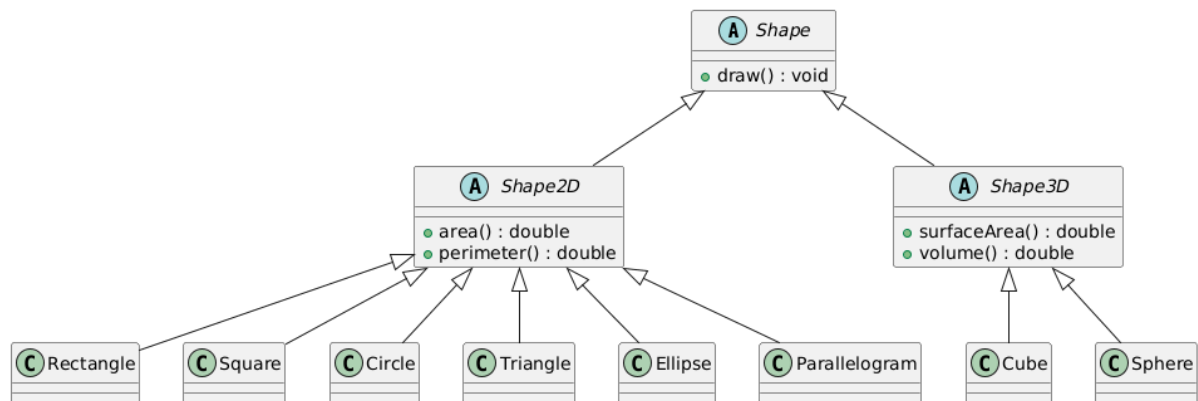 A Shape
draw() : void
A Shape2D
area() : double
perimeter() : double
A Shape3D
surfaceArea() : double
volume() : double
C Rectangle
C Square
C Circle
C Triangle
C Ellipse
C Parallelogram
C Cube
C Sphere